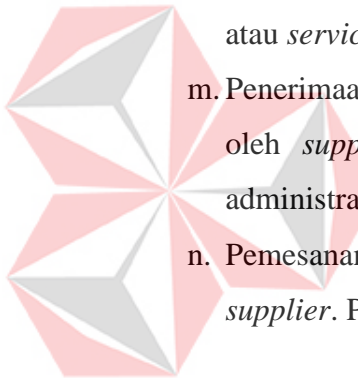 atau servic
m. Penerimaa
oleh supp
administra
n. Pemesanan
supplier. P